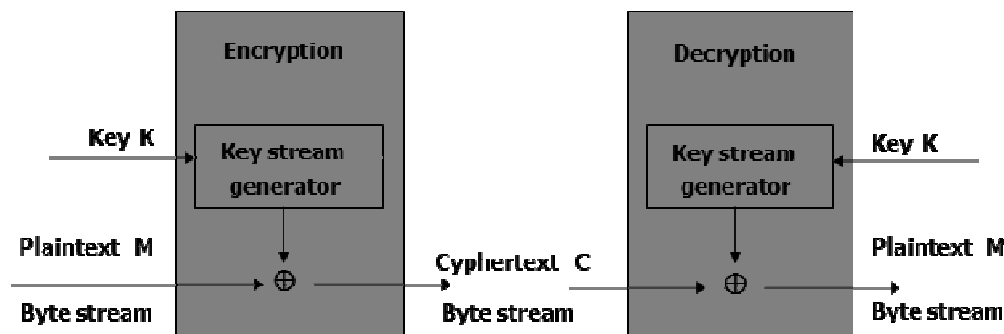 Encryption
Key K
Key stream
generator
Plaintext M
Byte stream
Cyphertext C
Byte stream
Decryption
Key stream
generator
Key K
Plaintext M
Byte stream